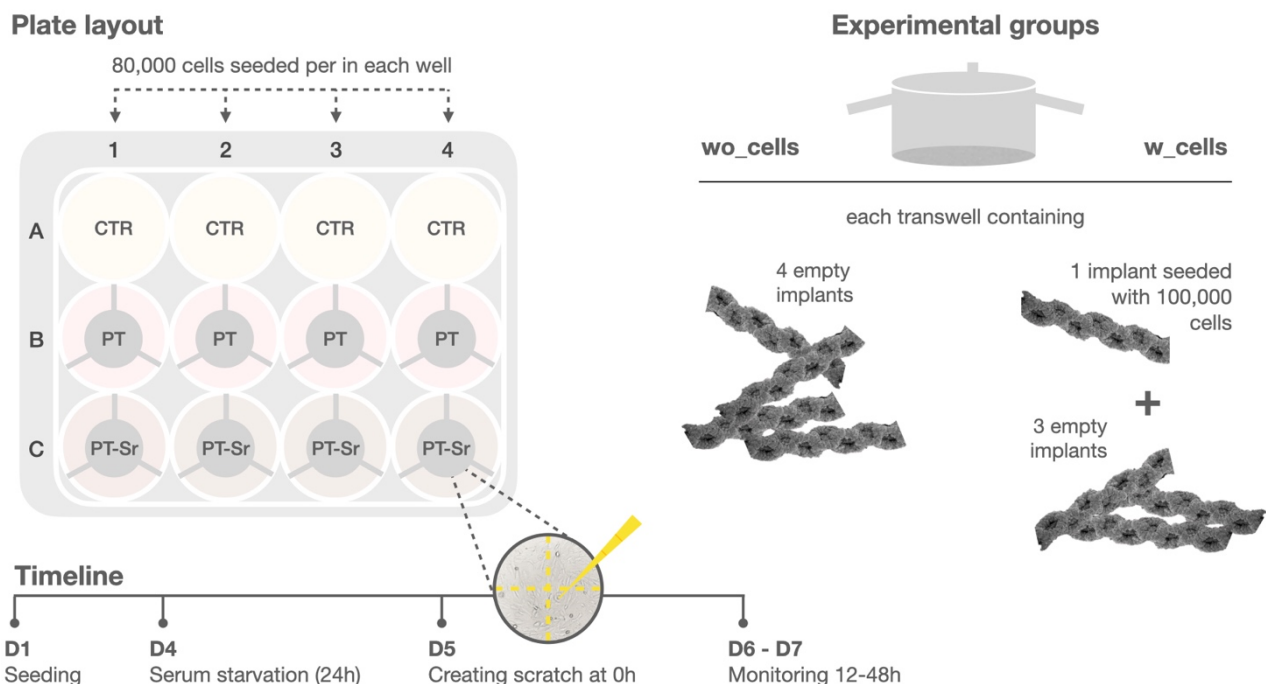 Plate layout
80,000 cells seeded per in each well
1 2 3 4
A CTR CTR CTR CTR
B PT PT PT PT
C PT-Sr PT-Sr PT-Sr PT-Sr
Experimental groups
wo_cells w_cells
each transwell containing
4 empty
implants
1 implant seeded
with 100,000
cells
+
3 empty
implants
Timeline
D1 D4 D5 D6 - D7
Seeding Serum starvation (24h) Creating scratch at 0h Monitoring 12-48h